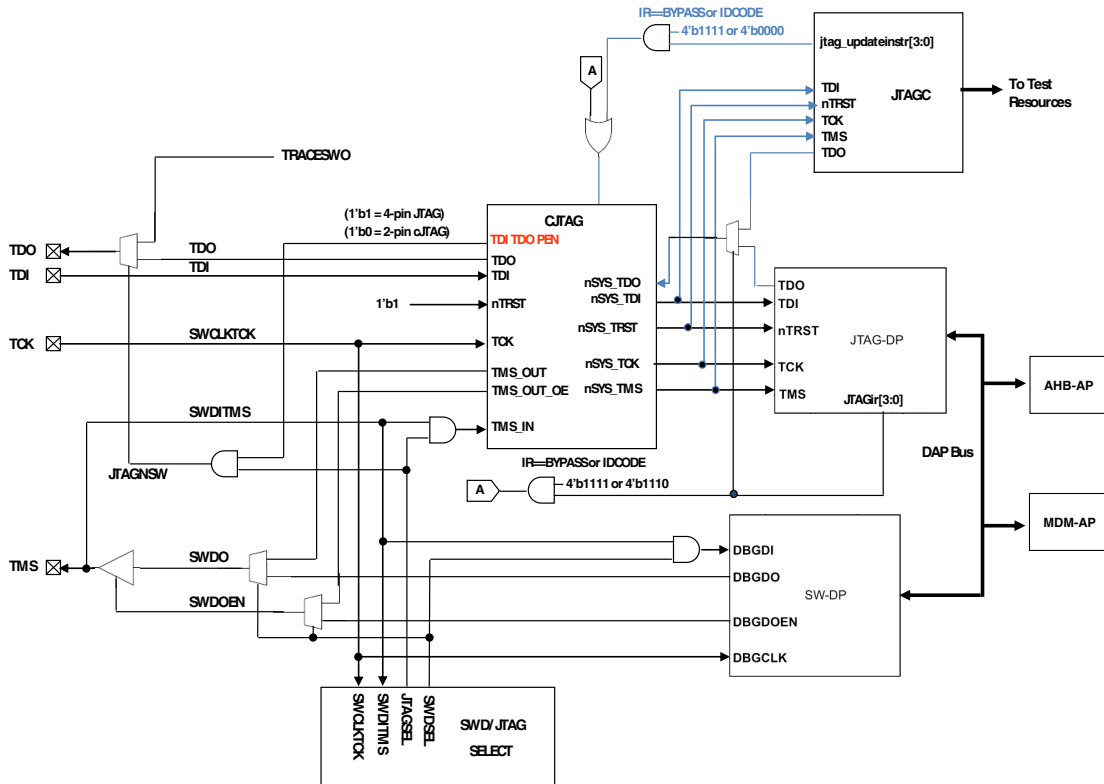 IR==BYPASS or IDCODE
4'b1111 or 4'b0000
jtag_updateinstr[3:0]
A
TDI
nTRST
TCK
TMS
TDO
JTAGC
To Test
Resources
TRACESWO
(1'b1 = 4-pin JTAG)
(1'b0 = 2-pin cJTAG)
CJTAG
TDI TDO PEN
TDO
TDO
TDO
TDI
TDI
TDI
1'b1
nTRST
nSYS_TDO
nSYS_TDI
nSYS_TRST
nSYS_TCK
nSYS_TMS
TDO
TDI
nTRST
TCK
TMS
JTAG-DP
JTAGir[3:0]
TCK
SWCLKTCK
TCK
TMS_OUT
TMS_OUT_OE
SWDITMS
TMS_IN
JTAGNSW
IR==BYPASS or IDCODE
A
4'b1111 or 4'b1110
DAP Bus
AHB-AP
MDM-AP
TMS
SWDO
SWDOEN
DBGDI
DBGDO
SW-DP
DBGDOEN
DBGCLK
SWCLKTCK
SWDITMS
JTAGSEL
SWDSEL
SWD/JTAG
SELECT